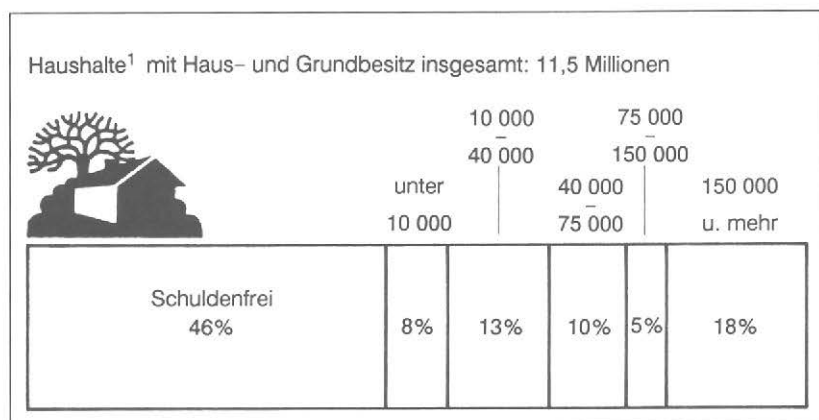 Haushalte¹ mit Haus- und Grundbesitz insgesamt: 11,5 Millionen
10 000 75 000
– –
40 000 150 000
unter 40 000 150 000
–
10 000 75 000 u. mehr
Schuldenfrei
46% 8% 13% 10% 5% 18%